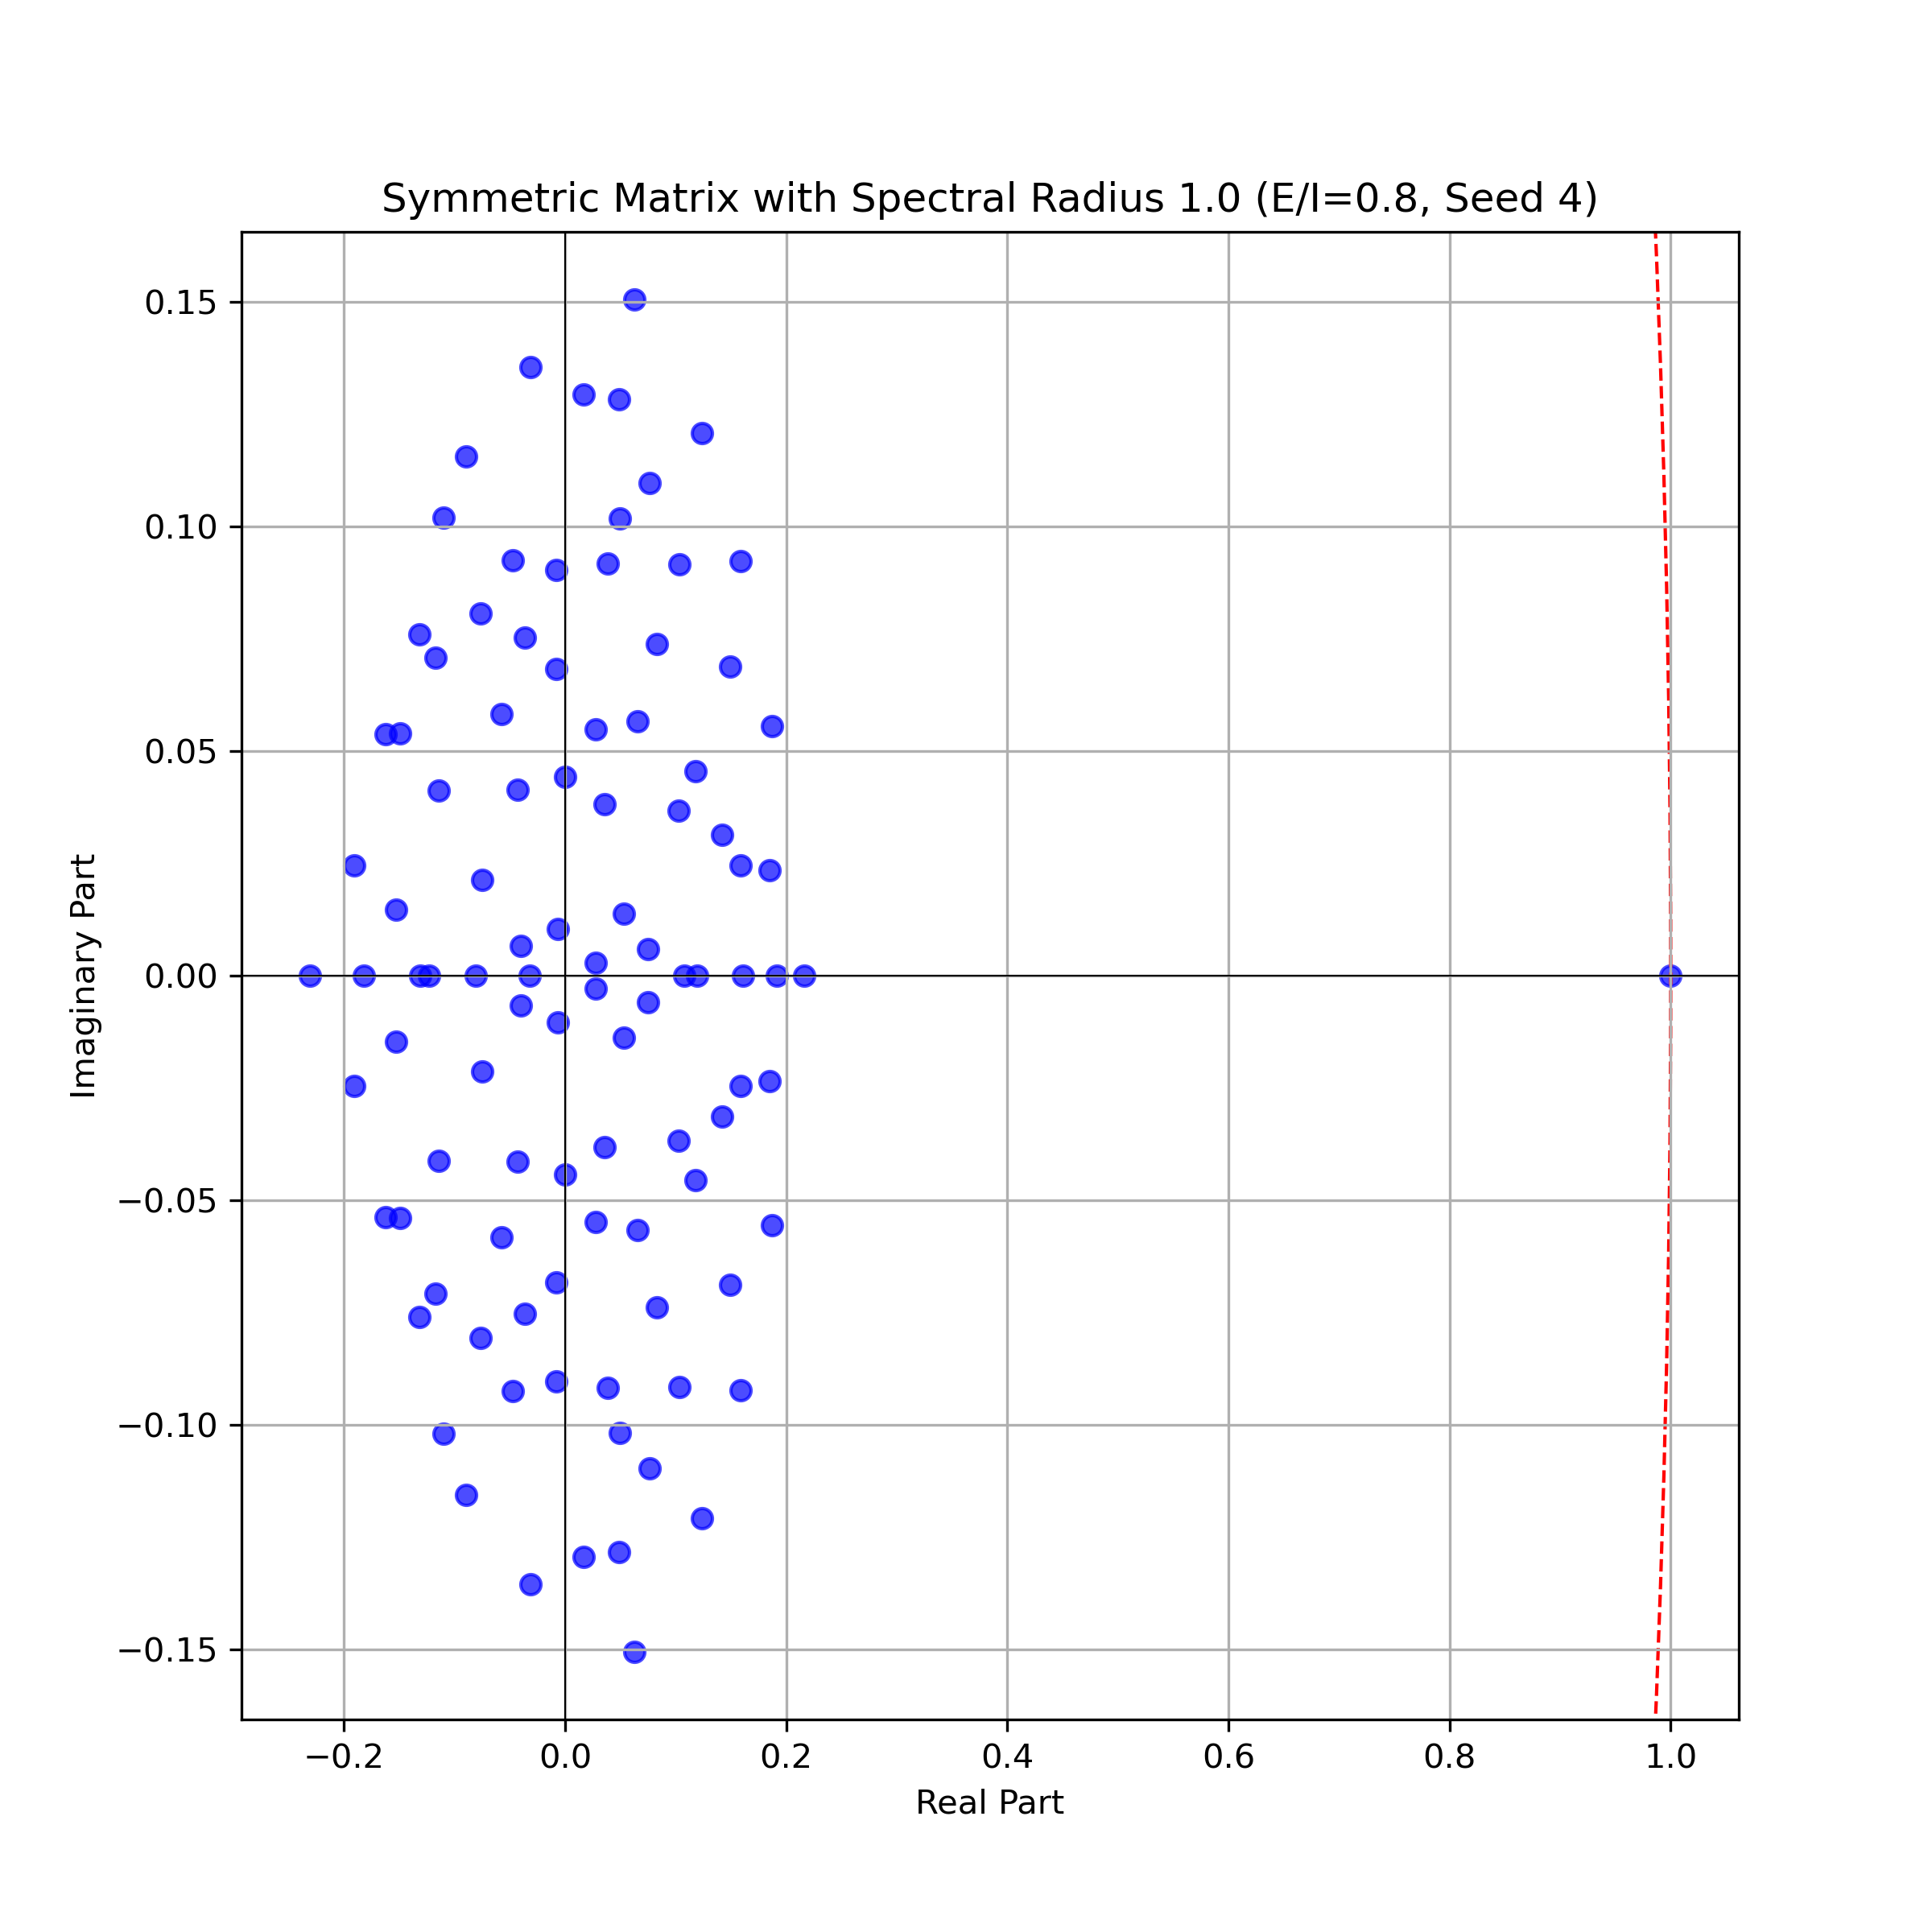 Symmetric Matrix with Spectral Radius 1.0 (E/I=0.8, Seed 4)
0.15
0.10
0.05
0.00
−0.05
−0.10
−0.15
Imaginary Part
−0.2 0.0 0.2 0.4 0.6 0.8 1.0
Real Part